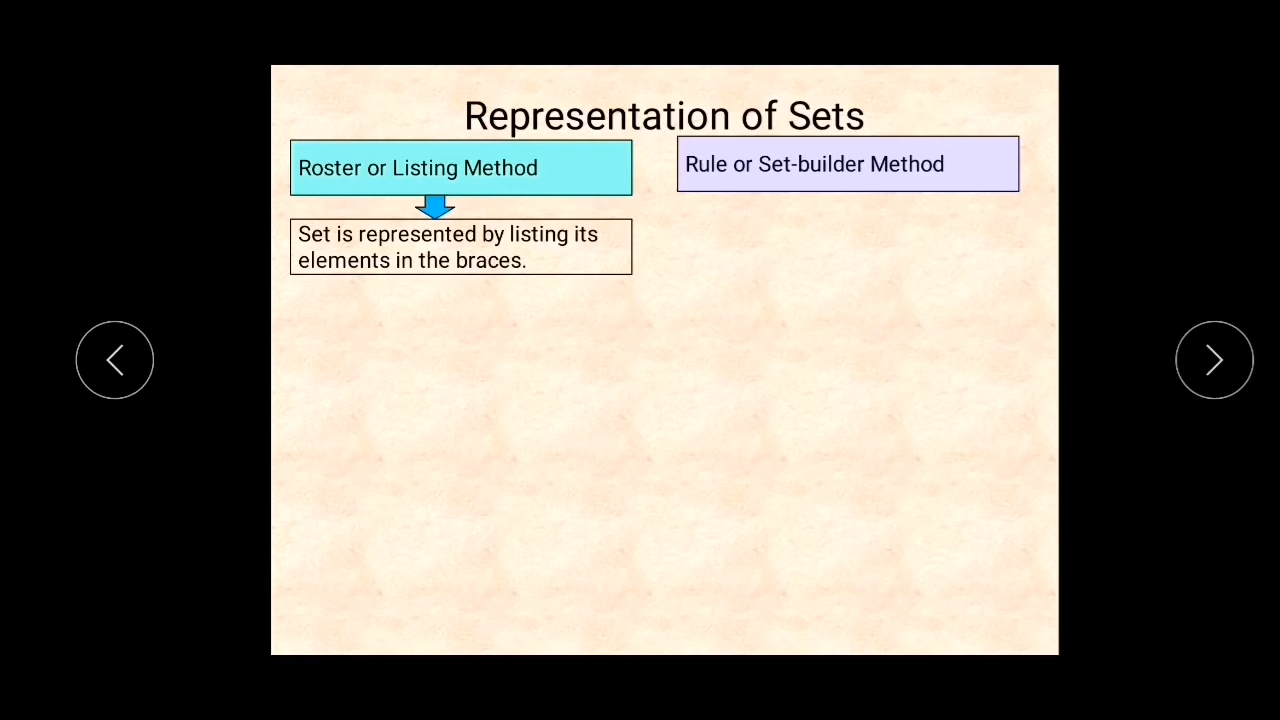 Representation of Sets
Roster or Listing Method
Rule or Set-builder Method
Set is represented by listing its
elements in the braces.